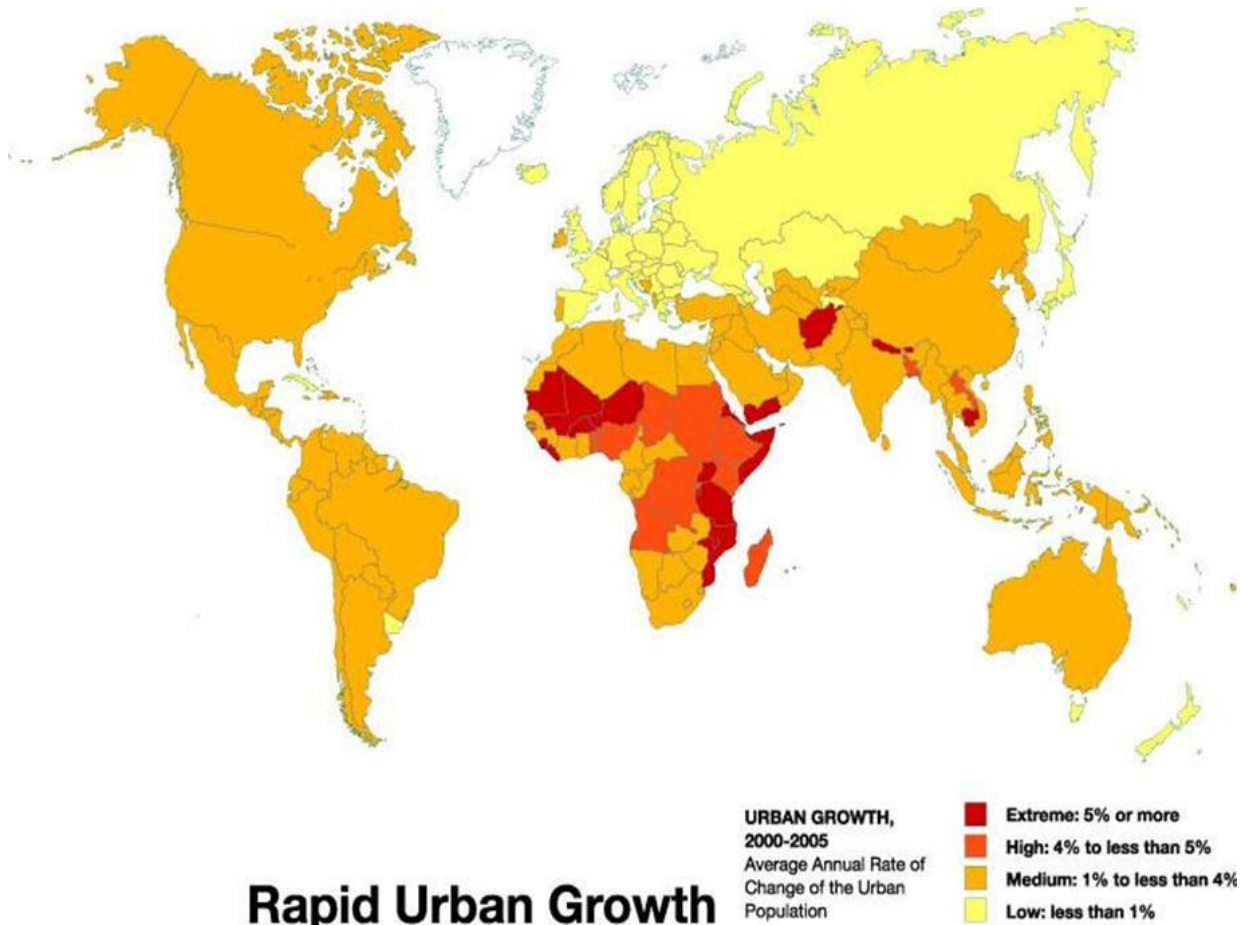 Rapid Urban Growth
URBAN GROWTH,
2000-2005
Average Annual Rate of
Change of the Urban
Population
Extreme: 5% or more
High: 4% to less than 5%
Medium: 1% to less than 4%
Low: less than 1%